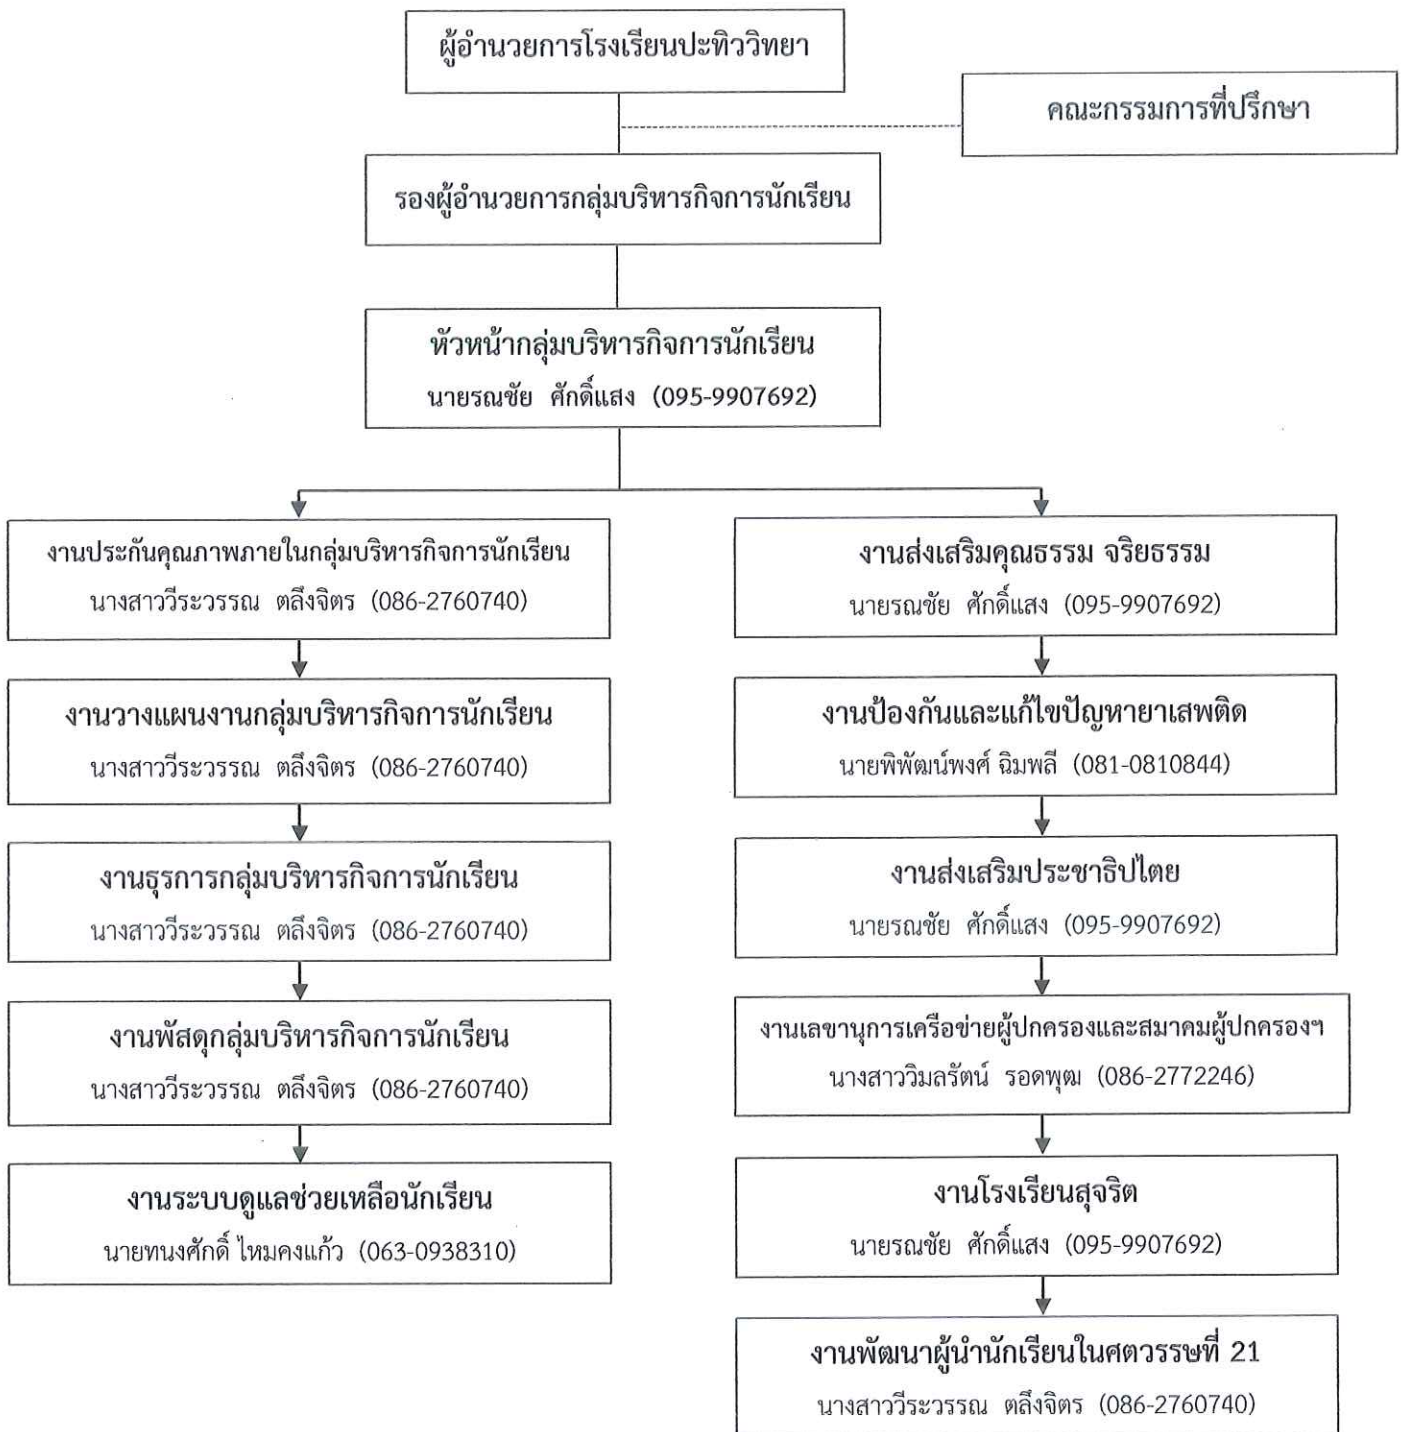 ผู้อำนวยการโรงเรียนปะทิววิทยา
คณะกรรมการที่ปรึกษา
รองผู้อำนวยการกลุ่มบริหารกิจการนักเรียน
หัวหน้ากลุ่มบริหารกิจการนักเรียน
นายรณชัย ศักดิ์แสง (095-9907692)
งานประกันคุณภาพภายในกลุ่มบริหารกิจการนักเรียน
นางสาววีระวรรณ ตลึงจิตร (086-2760740)
งานวางแผนงานกลุ่มบริหารกิจการนักเรียน
นางสาววีระวรรณ ตลึงจิตร (086-2760740)
งานธุรการกลุ่มบริหารกิจการนักเรียน
นางสาววีระวรรณ ตลึงจิตร (086-2760740)
งานพัสดุกลุ่มบริหารกิจการนักเรียน
นางสาววีระวรรณ ตลึงจิตร (086-2760740)
งานระบบดูแลช่วยเหลือนักเรียน
นายทนงศักดิ์ ไหมคงแก้ว (063-0938310)
งานส่งเสริมคุณธรรม จริยธรรม
นายรณชัย ศักดิ์แสง (095-9907692)
งานป้องกันและแก้ไขปัญหายาเสพติด
นายพิพัฒน์พงศ์ ฉิมพลี (081-0810844)
งานส่งเสริมประชาธิปไตย
นายรณชัย ศักดิ์แสง (095-9907692)
งานเลขานุการเครือข่ายผู้ปกครองและสมาคมผู้ปกครองฯ
นางสาววิมลรัตน์ รอดพุฒ (086-2772246)
งานโรงเรียนสุจริต
นายรณชัย ศักดิ์แสง (095-9907692)
งานพัฒนาผู้นำนักเรียนในศตวรรษที่ 21
นางสาววีระวรรณ ตลึงจิตร (086-2760740)